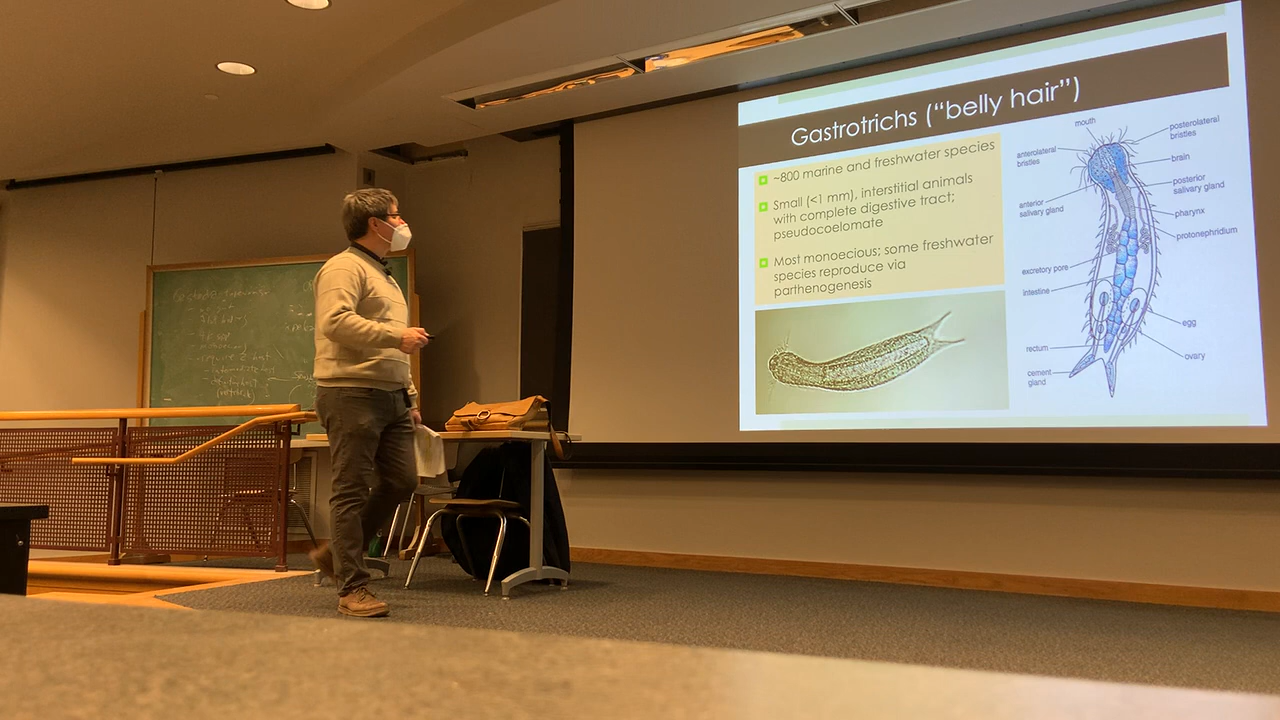 Gastrotrichs (“belly hair”)
~800 marine and freshwater species
Small (<1 mm), interstitial animals
with complete digestive tract;
pseudocoelomate
Most monoecious; some freshwater
species reproduce via
parthenogenesis
mouth
anterolateral
bristles
posterolateral
bristles
brain
anterior
salivary gland
posterior
salivary gland
pharynx
protonephridium
excretory pore
intestine
egg
rectum
ovary
cement
gland